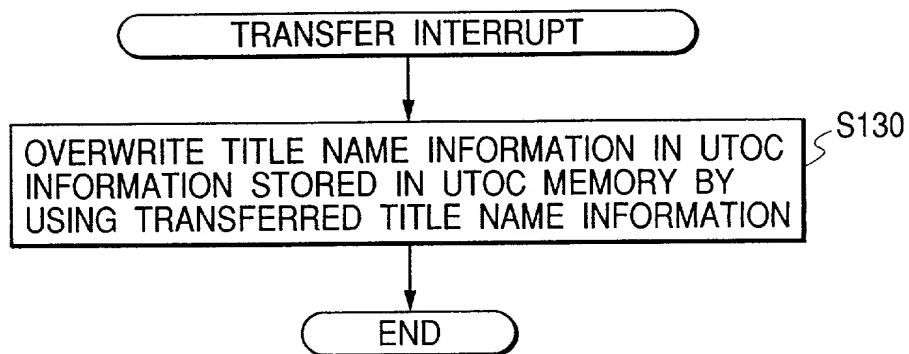 TRANSFER INTERRUPT
S130
OVERWRITE TITLE NAME INFORMATION IN UTOC
INFORMATION STORED IN UTOC MEMORY BY
USING TRANSFERRED TITLE NAME INFORMATION
END